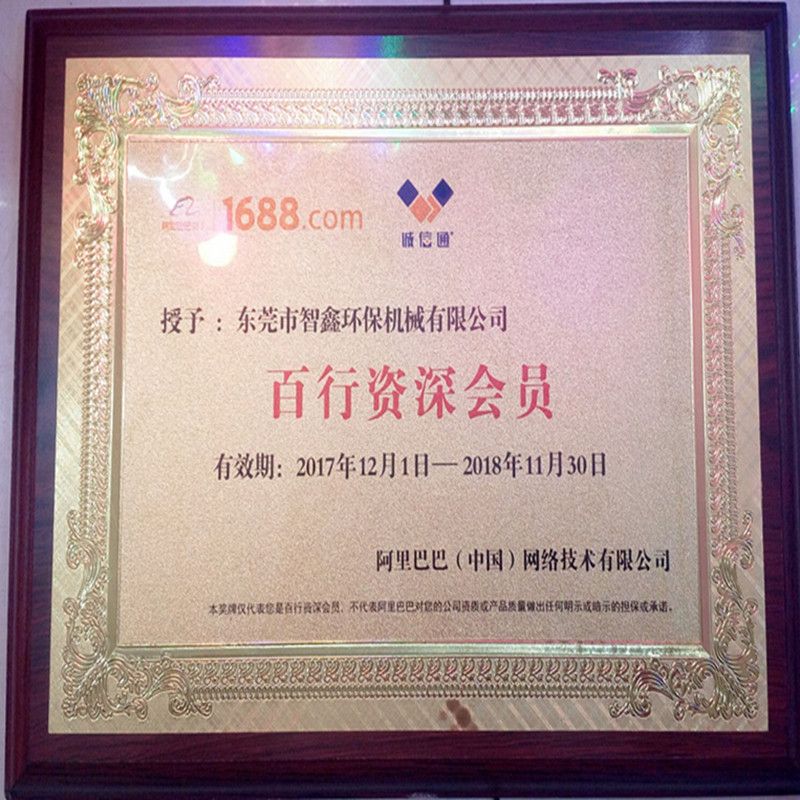 1688.com 诚信通®
授予：东莞市智鑫环保机械有限公司
百行资深会员
有效期：2017年12月1日—2018年11月30日
阿里巴巴（中国）网络技术有限公司
本奖牌仅代表您是百行资深会员，不代表阿里巴巴对您的公司资质或产品质量做出任何明示或暗示的担保或承诺。